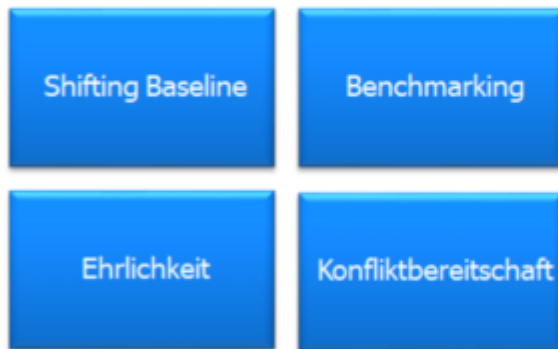 Shifting Baseline
Benchmarking
Ehrlichkeit
Konfliktbereitschaft